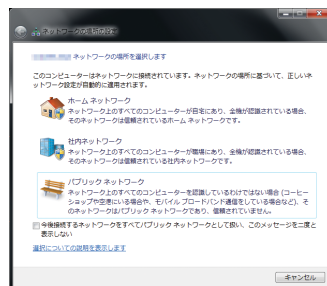 ネットワークの場所の設定
ネットワークの場所を選択します
このコンピューターはネットワークに接続されています。ネットワークの場所に基づいて、正しいネ
ットワーク設定が自動的に適用されます。
ホーム ネットワーク
ネットワーク上のすべてのコンピューターが自宅にあり、全機が認識されている場合、
そのネットワークは信頼されているホーム ネットワークです。
社内ネットワーク
ネットワーク上のすべてのコンピューターが職場にあり、全機が認識されている場合、
そのネットワークは信頼されている社内ネットワークです。
パブリック ネットワーク
ネットワーク上のすべてのコンピューターを認識しているわけではない場合 (コーヒー
ショップや空港にいる場合や、モバイル ブロードバンド通信をしている場合など)、そ
のネットワークはパブリック ネットワークであり、信頼されていません。
今後接続するネットワークをすべてパブリック ネットワークとして扱い、このメッセージを二度と
表示しない
選択についての説明を表示します
キャンセル